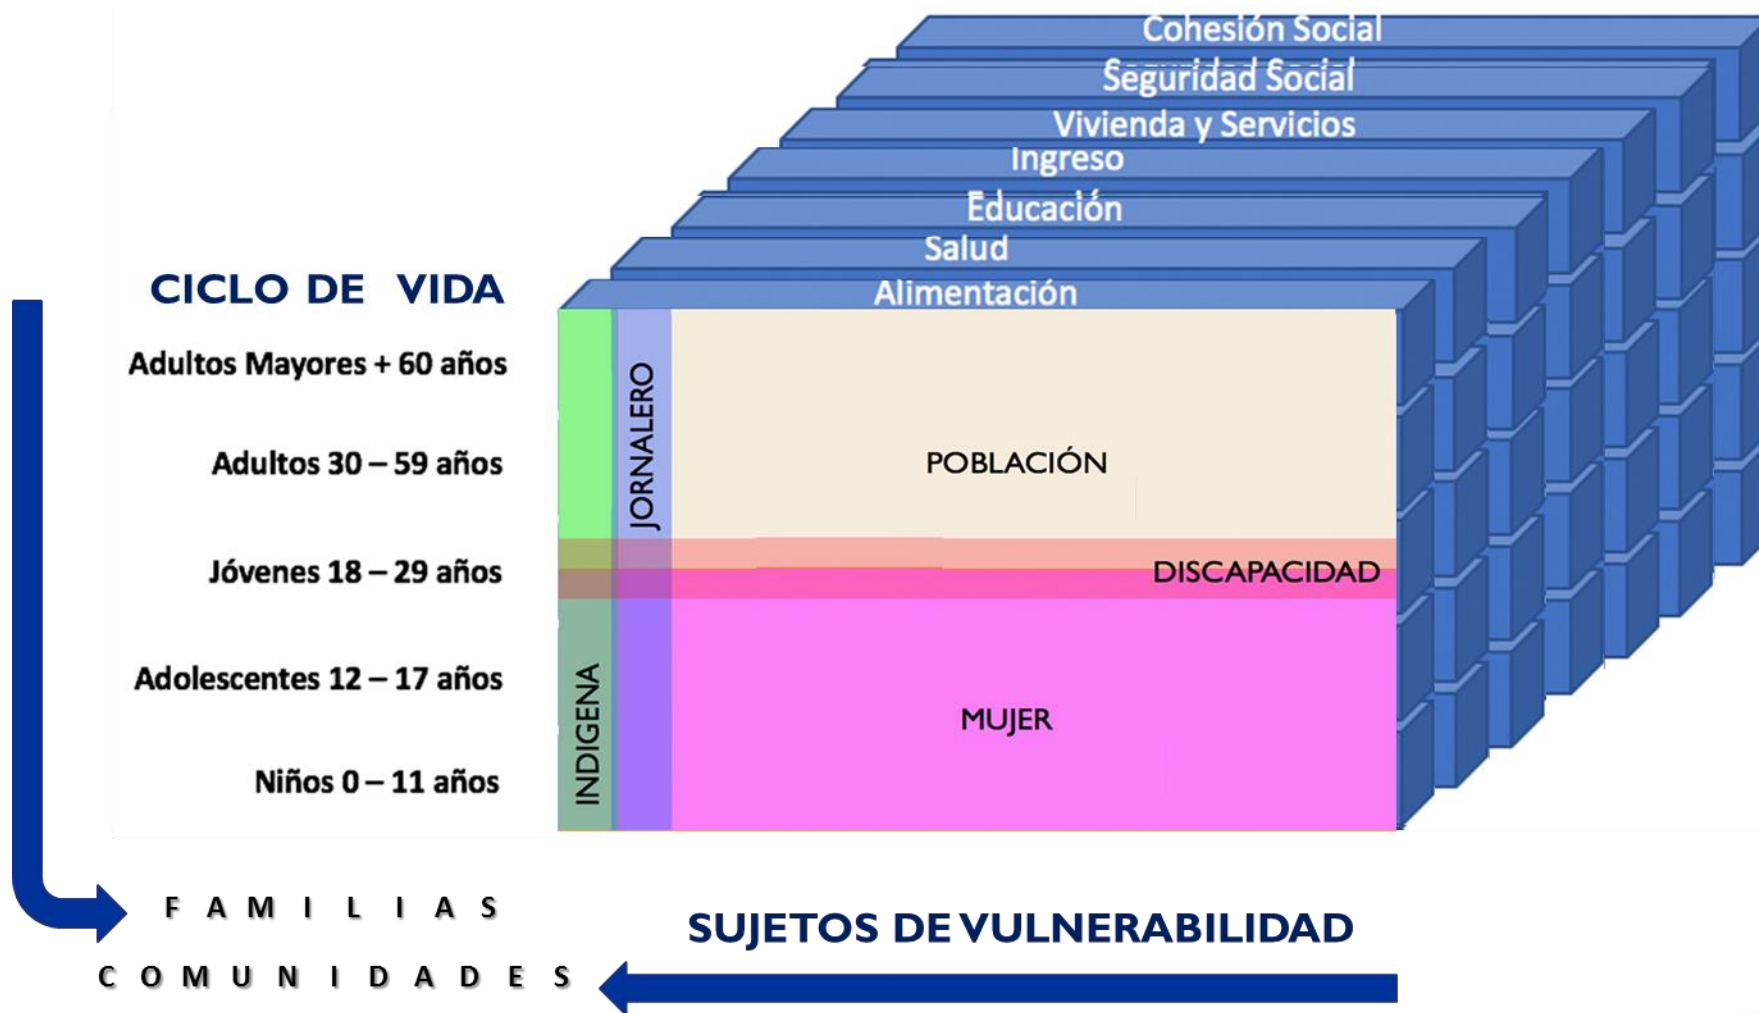 Cohesión Social
Seguridad Social
Vivienda y Servicios
Ingreso
Educación
Salud
Alimentación
CICLO DE VIDA
Adultos Mayores + 60 años
Adultos 30 – 59 años
Jóvenes 18 – 29 años
Adolescentes 12 – 17 años
Niños 0 – 11 años
INDIGENA
JORNALERO
POBLACIÓN
DISCAPACIDAD
MUJER
FAMILIAS
COMUNIDADES
SUJETOS DE VULNERABILIDAD